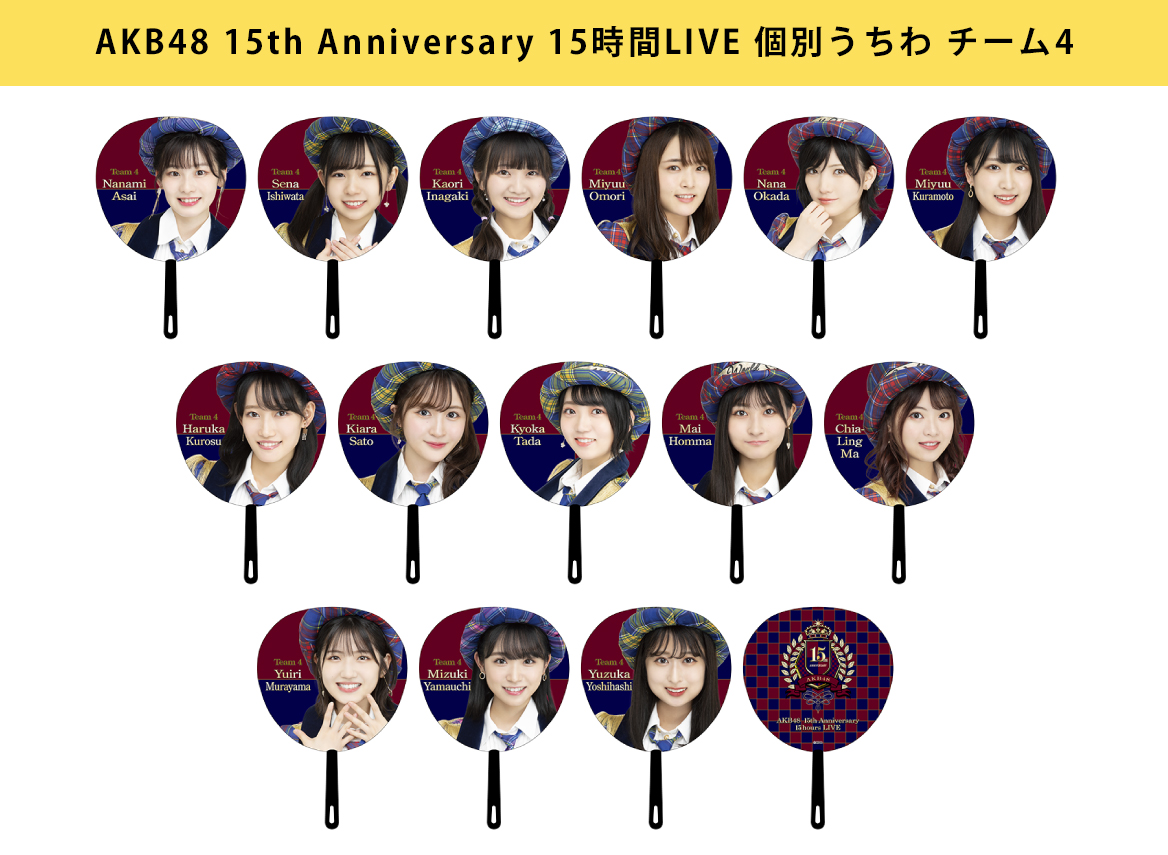 AKB48 15th Anniversary 15時間LIVE 個別うちわ チーム4
Team 4
Nanami
Asai
Team 4
Sena
Ishiwata
Team 4
Kaori
Inagaki
Team 4
Miyuu
Omori
Team 4
Nana
Okada
Team 4
Miyuu
Kuramoto
Team 4
Haruka
Kurosu
Team 4
Kiara
Sato
Team 4
Kyoka
Tada
Team 4
Mai
Homma
Team 4
Chia-
Ling
Ma
Team 4
Yuiri
Murayama
Team 4
Mizuki
Yamauchi
Team 4
Yuzuka
Yoshihashi
15
ANNIVERSARY
AKB48
AKB48 15th Anniversary
15hours LIVE